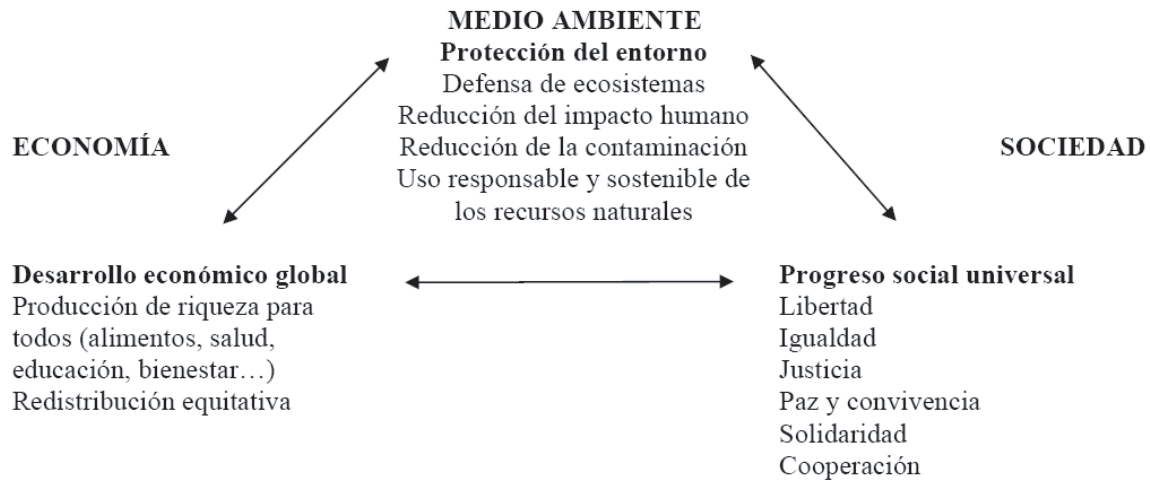 MEDIO AMBIENTE
Protección del entorno
Defensa de ecosistemas
Reducción del impacto humano
Reducción de la contaminación
Uso responsable y sostenible de
los recursos naturales
ECONOMÍA
SOCIEDAD
Desarrollo económico global
Producción de riqueza para
todos (alimentos, salud,
educación, bienestar…)
Redistribución equitativa
Progreso social universal
Libertad
Igualdad
Justicia
Paz y convivencia
Solidaridad
Cooperación